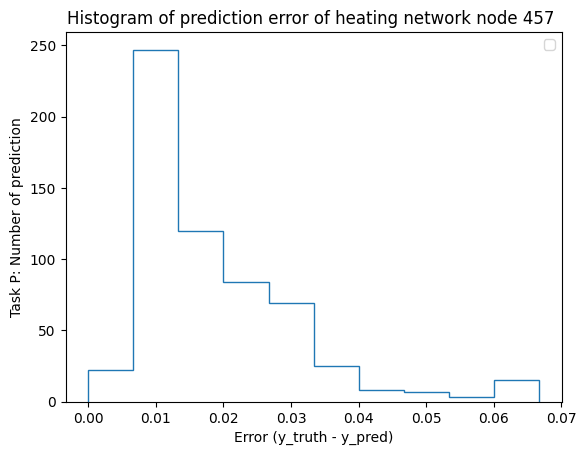 Histogram of prediction error of heating network node 457
Task P: Number of prediction
250
200
150
100
50
0
0.00 0.01 0.02 0.03 0.04 0.05 0.06 0.07
Error (y_truth - y_pred)